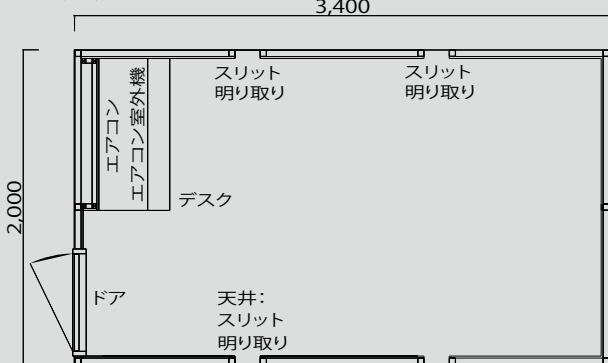 3,400
スリット
明り取り
スリット
明り取り
エアコン
エアコン室外機
デスク
2,000
ドア
天井：
スリット
明り取り